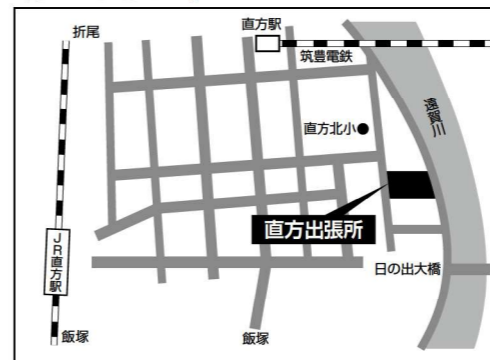 折尾
直方駅
筑豊電鉄
遠賀川
直方北小
直方出張所
JR直方駅
日の出大橋
飯塚
飯塚